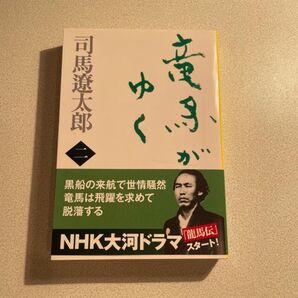 竜馬が
ゆく
司馬遼太郎
二
黒船の来航で世情騒然
竜馬は飛躍を求めて
脱藩する
NHK大河ドラマ
「龍馬伝」
スタート!